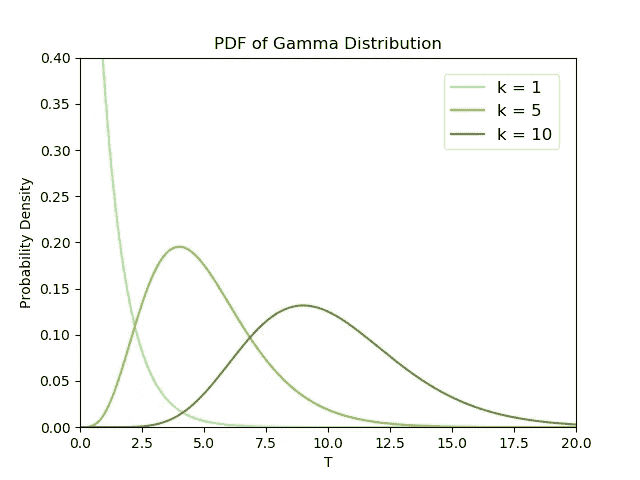 PDF of Gamma Distribution
k = 1
k = 5
k = 10
Probability Density
0.40
0.35
0.30
0.25
0.20
0.15
0.10
0.05
0.00
0.0 2.5 5.0 7.5 10.0 12.5 15.0 17.5 20.0
T